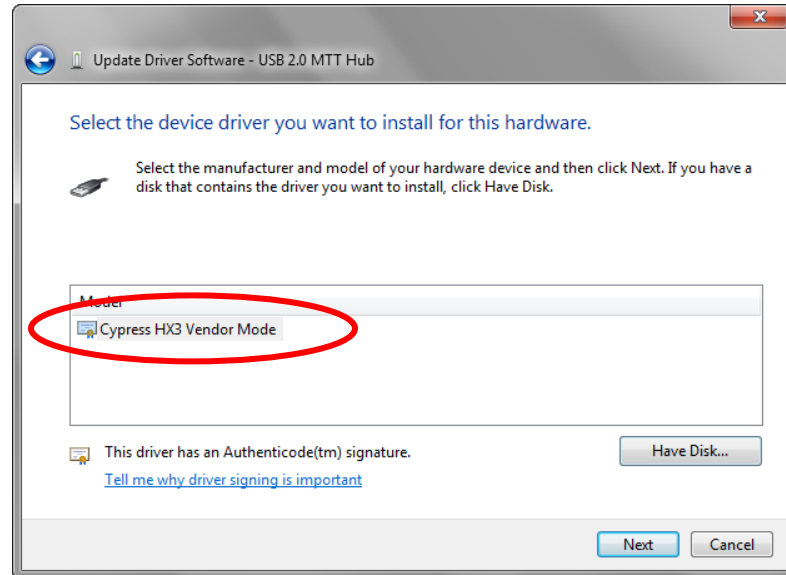 Update Driver Software - USB 2.0 MTT Hub
Select the device driver you want to install for this hardware.
Select the manufacturer and model of your hardware device and then click Next. If you have a
disk that contains the driver you want to install, click Have Disk.
Model
Cypress HX3 Vendor Mode
This driver has an Authenticode(tm) signature.
Have Disk...
Tell me why driver signing is important
Next
Cancel